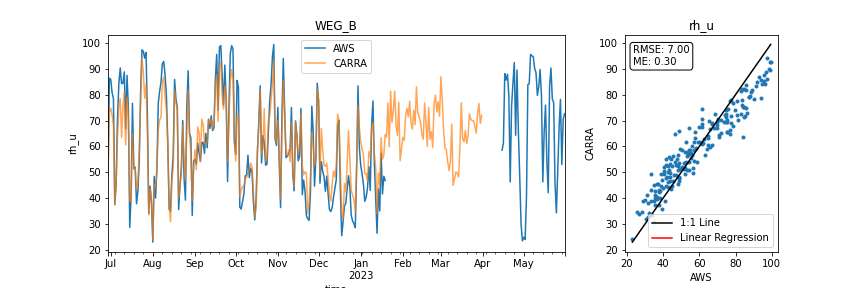 WEG_B
rh_u
100
90
80
70
60
50
40
30
20
AWS
CARRA
Jul Aug Sep Oct Nov Dec Jan Feb Mar Apr May
2023
time
rh_u
rh_u
CARRA
100
90
80
70
60
50
40
30
20
RMSE: 7.00
ME: 0.30
1:1 Line
Linear Regression
20 40 60 80 100
AWS